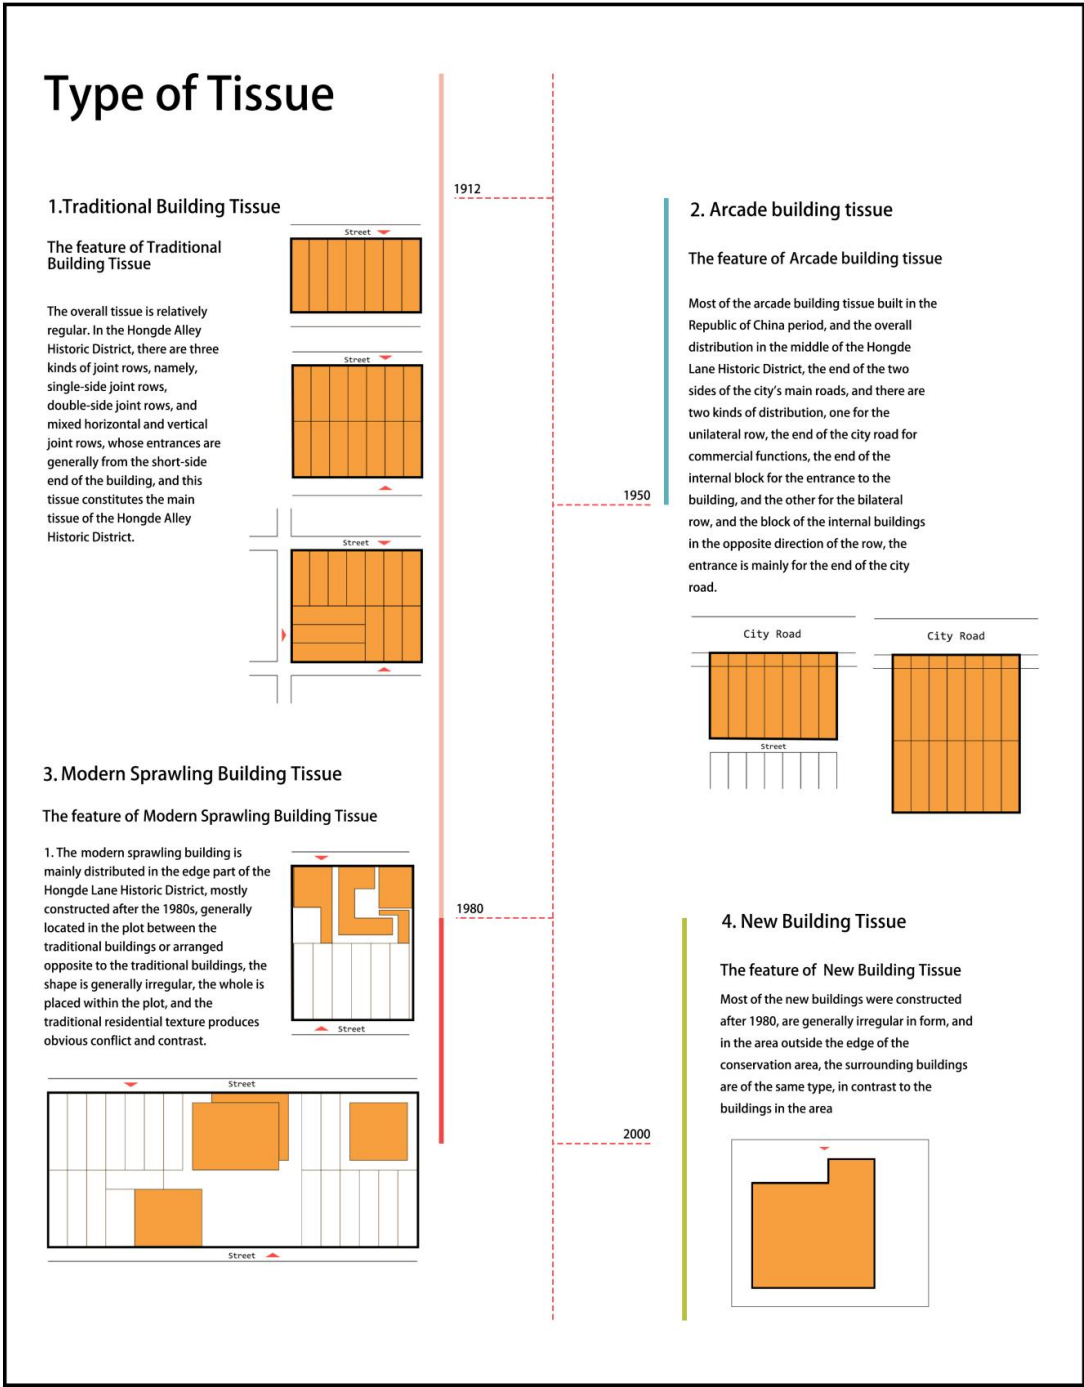 Type of Tissue
1912
1.Traditional Building Tissue
The feature of Traditional
Building Tissue
The overall tissue is relatively
regular. In the Hongde Alley
Historic District, there are three
kinds of joint rows, namely,
single-side joint rows,
double-side joint rows, and
mixed horizontal and vertical
joint rows, whose entrances are
generally from the short-side
end of the building, and this
tissue constitutes the main
tissue of the Hongde Alley
Historic District.
Street
Street
Street
2. Arcade building tissue
The feature of Arcade building tissue
Most of the arcade building tissue built in the
Republic of China period, and the overall
distribution in the middle of the Hongde
Lane Historic District, the end of the two
sides of the city's main roads, and there are
two kinds of distribution, one for the
unilateral row, the end of the city road for
commercial functions, the end of the
internal block for the entrance to the
building, and the other for the bilateral
row, and the block of the internal buildings
in the opposite direction of the row, the
entrance is mainly for the end of the city
road.
1950
City Road
City Road
Street
3. Modern Sprawling Building Tissue
The feature of Modern Sprawling Building Tissue
1. The modern sprawling building is
mainly distributed in the edge part of the
Hongde Lane Historic District, mostly
constructed after the 1980s, generally
located in the plot between the
traditional buildings or arranged
opposite to the traditional buildings, the
shape is generally irregular, the whole is
placed within the plot, and the
traditional residential texture produces
obvious conflict and contrast.
Street
Street
Street
1980
4. New Building Tissue
The feature of New Building Tissue
Most of the new buildings were constructed
after 1980, are generally irregular in form, and
in the area outside the edge of the
conservation area, the surrounding buildings
are of the same type, in contrast to the
buildings in the area
2000